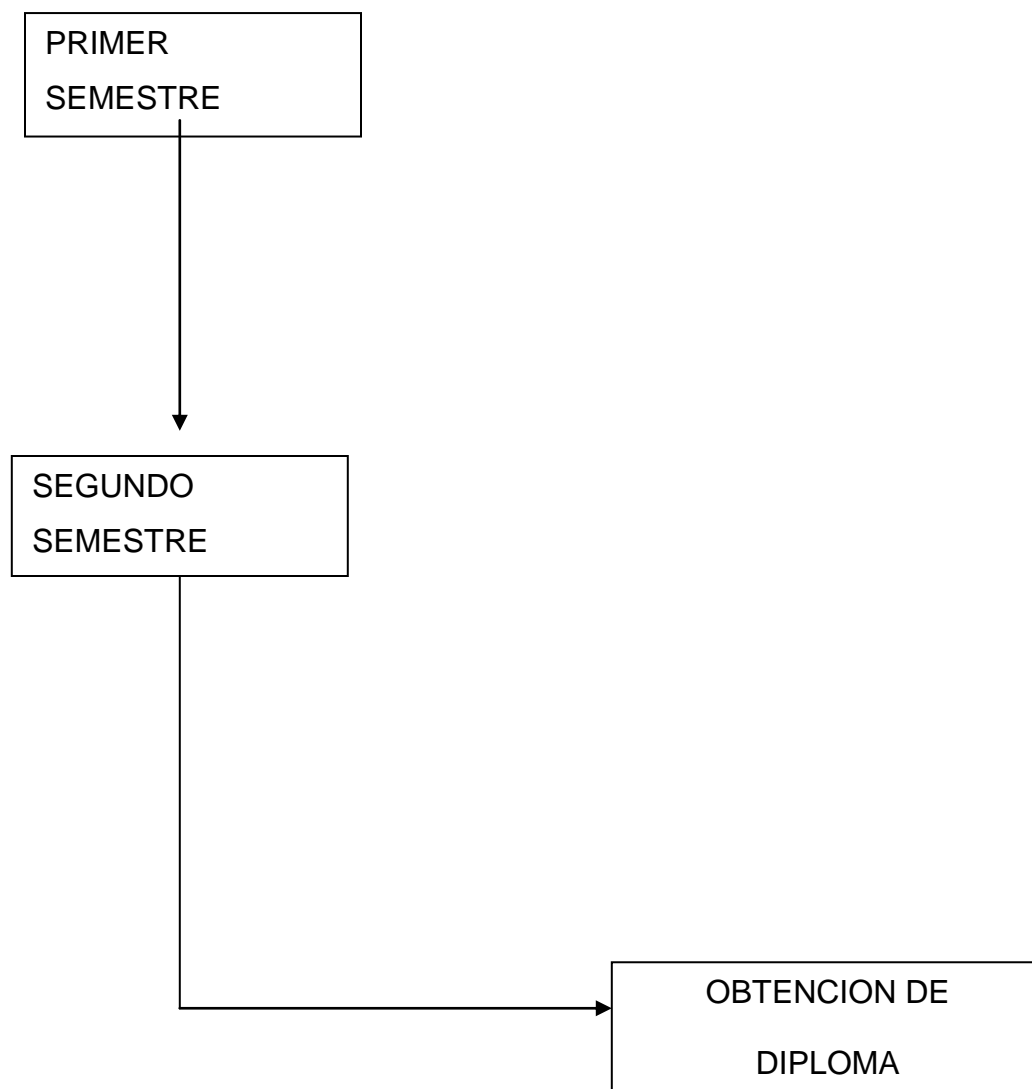 PRIMER
SEMESTRE
SEGUNDO
SEMESTRE
OBTENCION DE
DIPLOMA